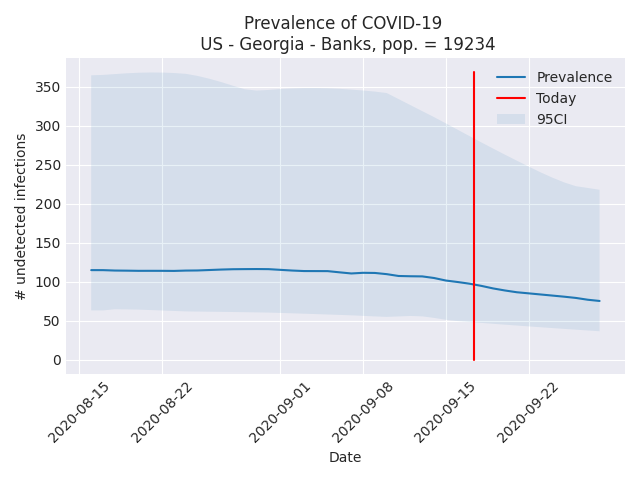 Prevalence of COVID-19
US - Georgia - Banks, pop. = 19234
Prevalence
Today
95CI
# undetected infections
350
300
250
200
150
100
50
0
2020-08-15
2020-08-22
2020-09-01
2020-09-08
2020-09-15
2020-09-22
Date